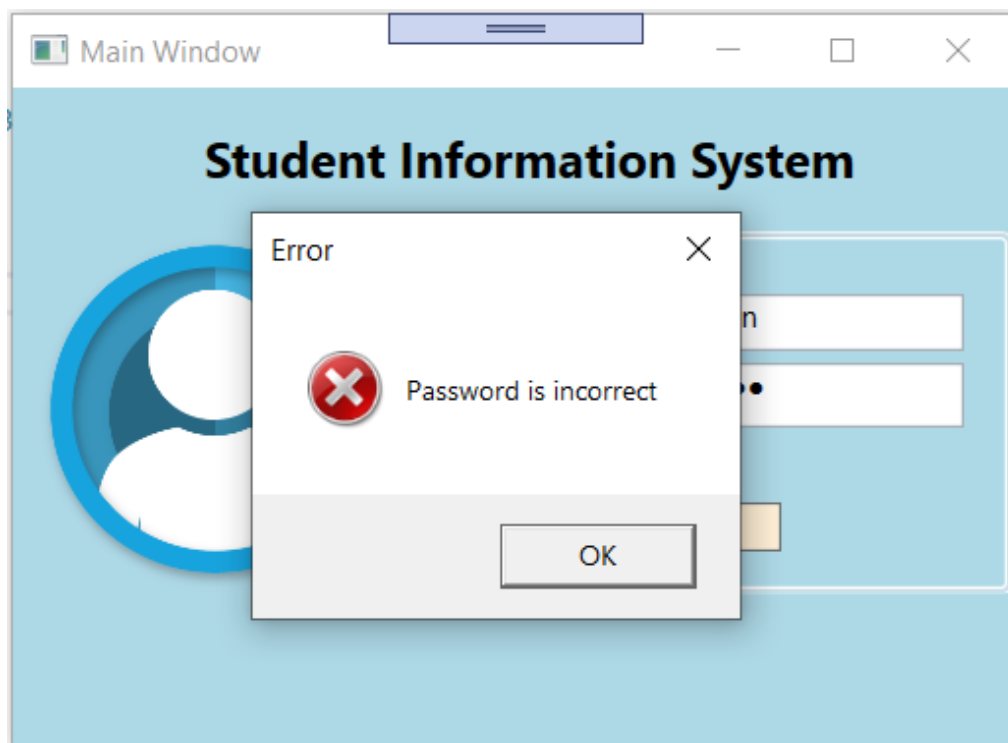 Main Window
Student Information System
Error
Password is incorrect
OK